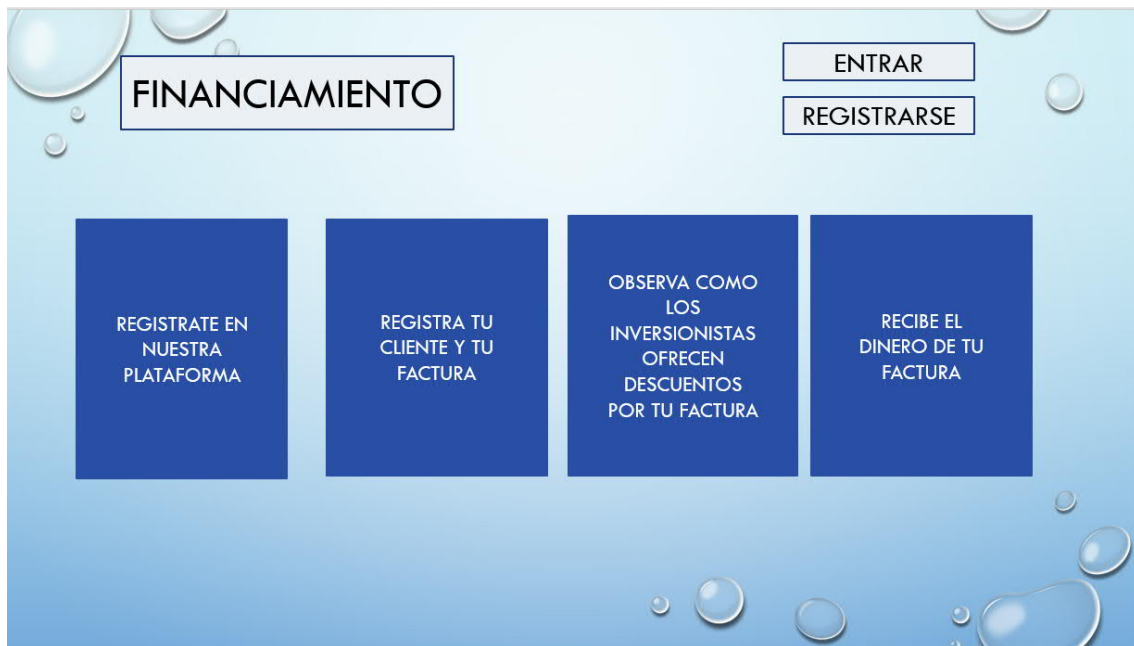 FINANCIAMIENTO
ENTRAR
REGISTRARSE
REGISTRATE EN
NUESTRA
PLATAFORMA
REGISTRA TU
CLIENTE Y TU
FACTURA
OBSERVA COMO
LOS
INVERSIONISTAS
OFRECEN
DESCUENTOS
POR TU FACTURA
RECIBE EL
DINERO DE TU
FACTURA